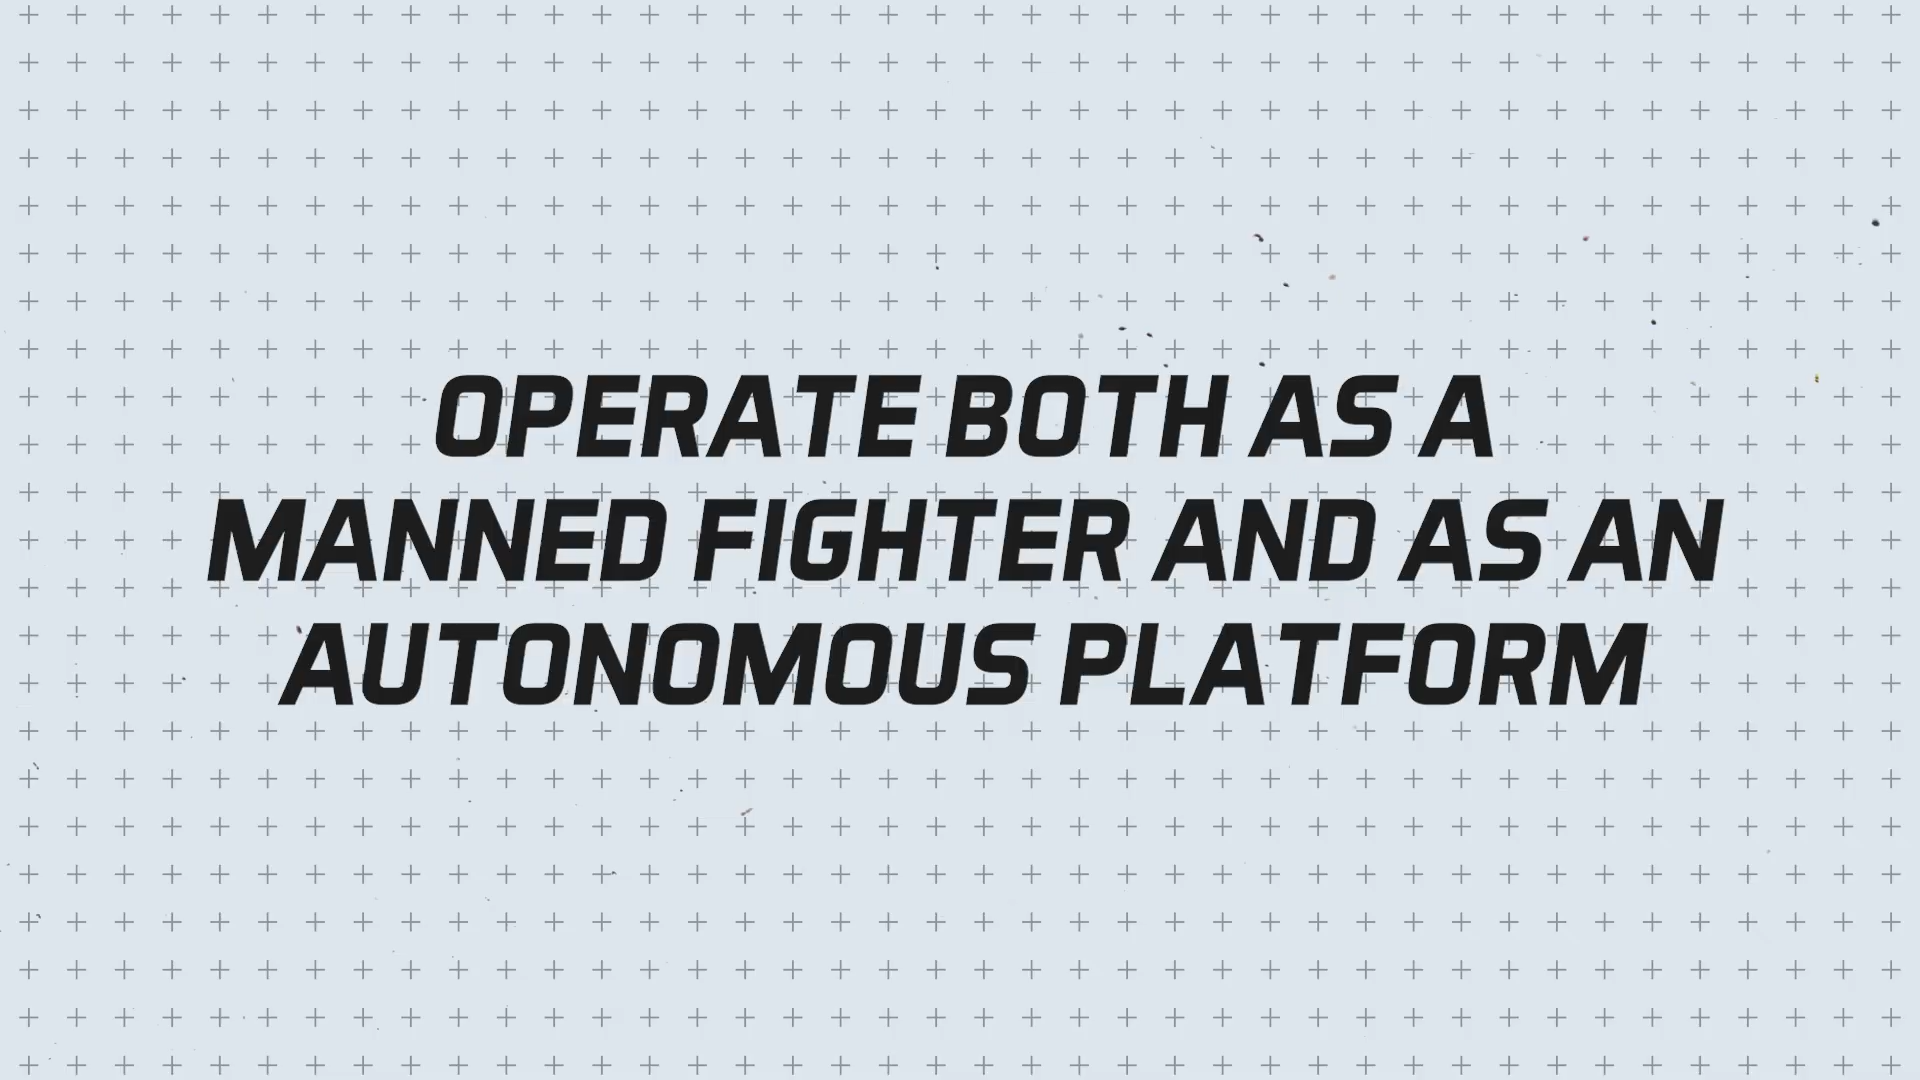 OPERATE BOTH AS A
MANNED FIGHTER AND AS AN
AUTONOMOUS PLATFORM